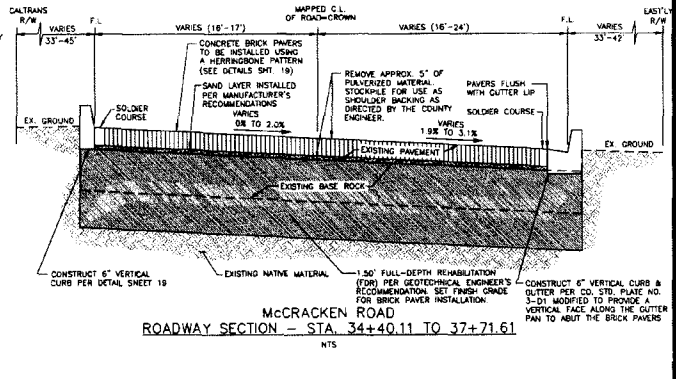 CALTRANS
R/W
F.L.
MAPPED C.L.
OF ROAD=CROWN
F.L.
EAST'LY
R/W
VARIES
33'-45'
VARIES (16'-17')
VARIES (16'-24')
VARIES
33'-42'
CONCRETE BRICK PAVERS
TO BE INSTALLED USING
A HERRINGBONE PATTERN
(SEE DETAILS SHT. 19)
SAND LAYER INSTALLED
PER MANUFACTURER'S
RECOMMENDATIONS
REMOVE APPROX. 5" OF
PULVERIZED MATERIAL.
STOCKPILE FOR USE AS
SHOULDER BACKING AS
DIRECTED BY THE COUNTY
ENGINEER.
PAVERS FLUSH
WITH GUTTER LIP
SOLDIER COURSE
SOLDIER
COURSE
VARIES
0% TO 2.0%
VARIES
1.9% TO 3.1%
EX. GROUND
EX. GROUND
EXISTING PAVEMENT
EXISTING BASE ROCK
CONSTRUCT 6" VERTICAL
CURB PER DETAIL SHEET 19
EXISTING NATIVE MATERIAL
1.50' FULL-DEPTH REHABILITATION
(FDR) PER GEOTECHNICAL ENGINEER'S
RECOMMENDATION. SET FINISH GRADE
FOR BRICK PAVER INSTALLATION.
CONSTRUCT 6" VERTICAL CURB &
GUTTER PER CO. STD. PLATE NO.
3-D1 MODIFIED TO PROVIDE A
VERTICAL FACE ALONG THE GUTTER
PAN TO ABUT THE BRICK PAVERS
McCRACKEN ROAD
ROADWAY SECTION - STA. 34+40.11 TO 37+71.61
NTS